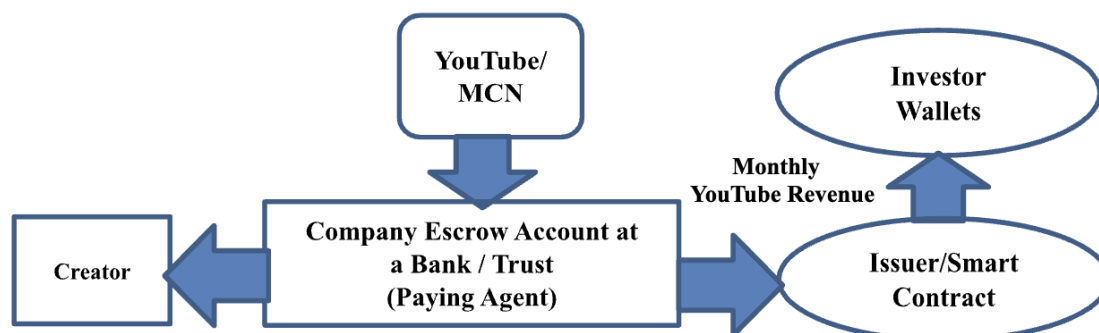 YouTube/
MCN
Investor
Wallets
Monthly
YouTube Revenue
Creator
Company Escrow Account at
a Bank / Trust
(Paying Agent)
Issuer/Smart
Contract